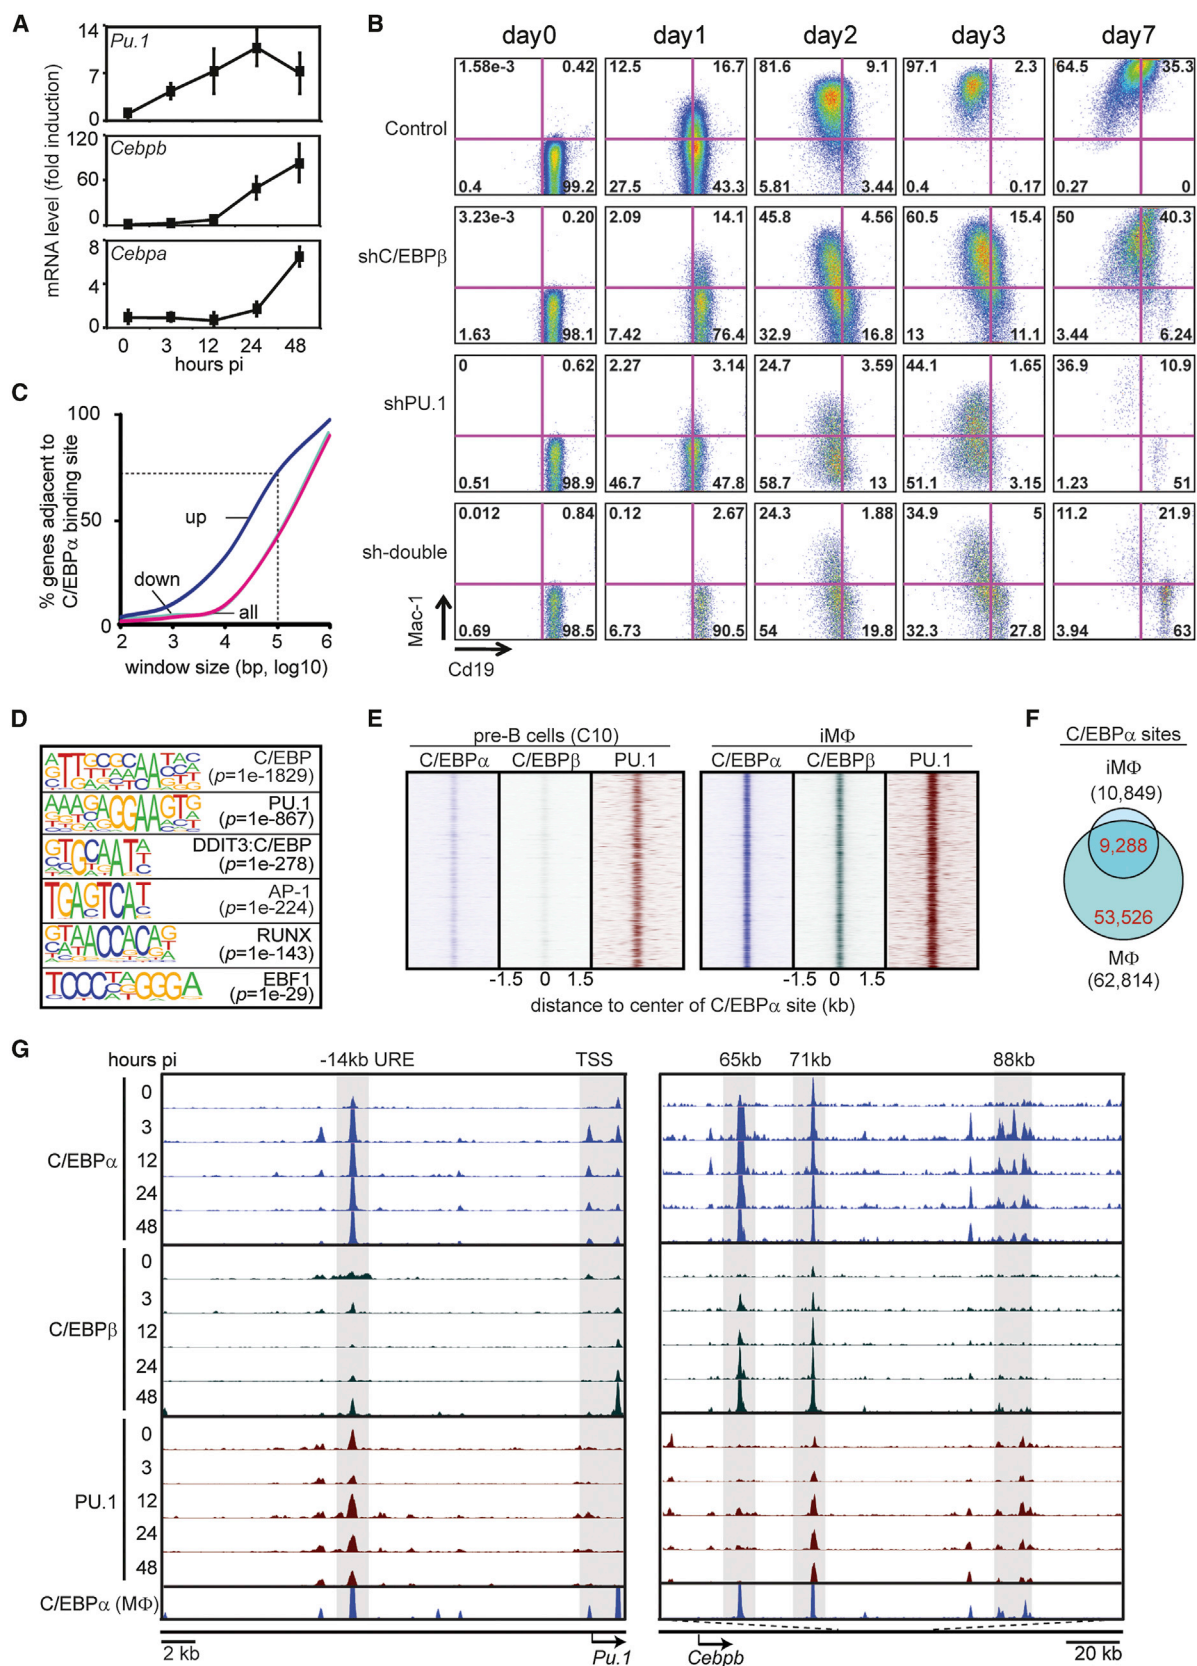 A
mRNA level (fold induction)
14
7
0
Pu.1
120
60
0
Cebpb
8
4
0
Cebpa
0 3 12 24 48
hours pi
B
day0 day1 day2 day3 day7
Control
1.58e-3 0.42
0.4 99.2
12.5 16.7
27.5 43.3
81.6 9.1
5.81 3.44
97.1 2.3
0.4 0.17
64.5 35.3
0.27 0
shC/EBPβ
3.23e-3 0.20
1.63 98.1
2.09 14.1
7.42 76.4
45.8 4.56
32.9 16.8
60.5 15.4
13 11.1
50 40.3
3.44 6.24
shPU.1
0 0.62
0.51 98.9
2.27 3.14
46.7 47.8
24.7 3.59
58.7 13
44.1 1.65
51.1 3.15
36.9 10.9
1.23 51
sh-double
0.012 0.84
0.69 98.5
0.12 2.67
6.73 90.5
24.3 1.88
54 19.8
34.9 5
32.3 27.8
11.2 21.9
3.94 63
Mac-1
Cd19
C
% genes adjacent to
C/EBPα binding site
100
50
0
up
down
all
2 3 4 5 6
window size (bp, log10)
D
C/EBP
(p=1e-1829)
PU.1
(p=1e-867)
DDIT3:C/EBP
(p=1e-278)
TGAGTCAT
AP-1
(p=1e-224)
RUNX
(p=1e-143)
EBF1
(p=1e-29)
E
pre-B cells (C10) iMΦ
C/EBPα C/EBPβ PU.1 C/EBPα C/EBPβ PU.1
-1.5 0 1.5 -1.5 0 1.5
distance to center of C/EBPα site (kb)
F
C/EBPα sites
iMΦ
(10,849)
9,288
53,526
MΦ
(62,814)
G
hours pi -14kb URE TSS 65kb 71kb 88kb
C/EBPα
0
3
12
24
48
C/EBPβ
0
3
12
24
48
PU.1
0
3
12
24
48
C/EBPα (MΦ)
2 kb Pu.1 Cebpb 20 kb